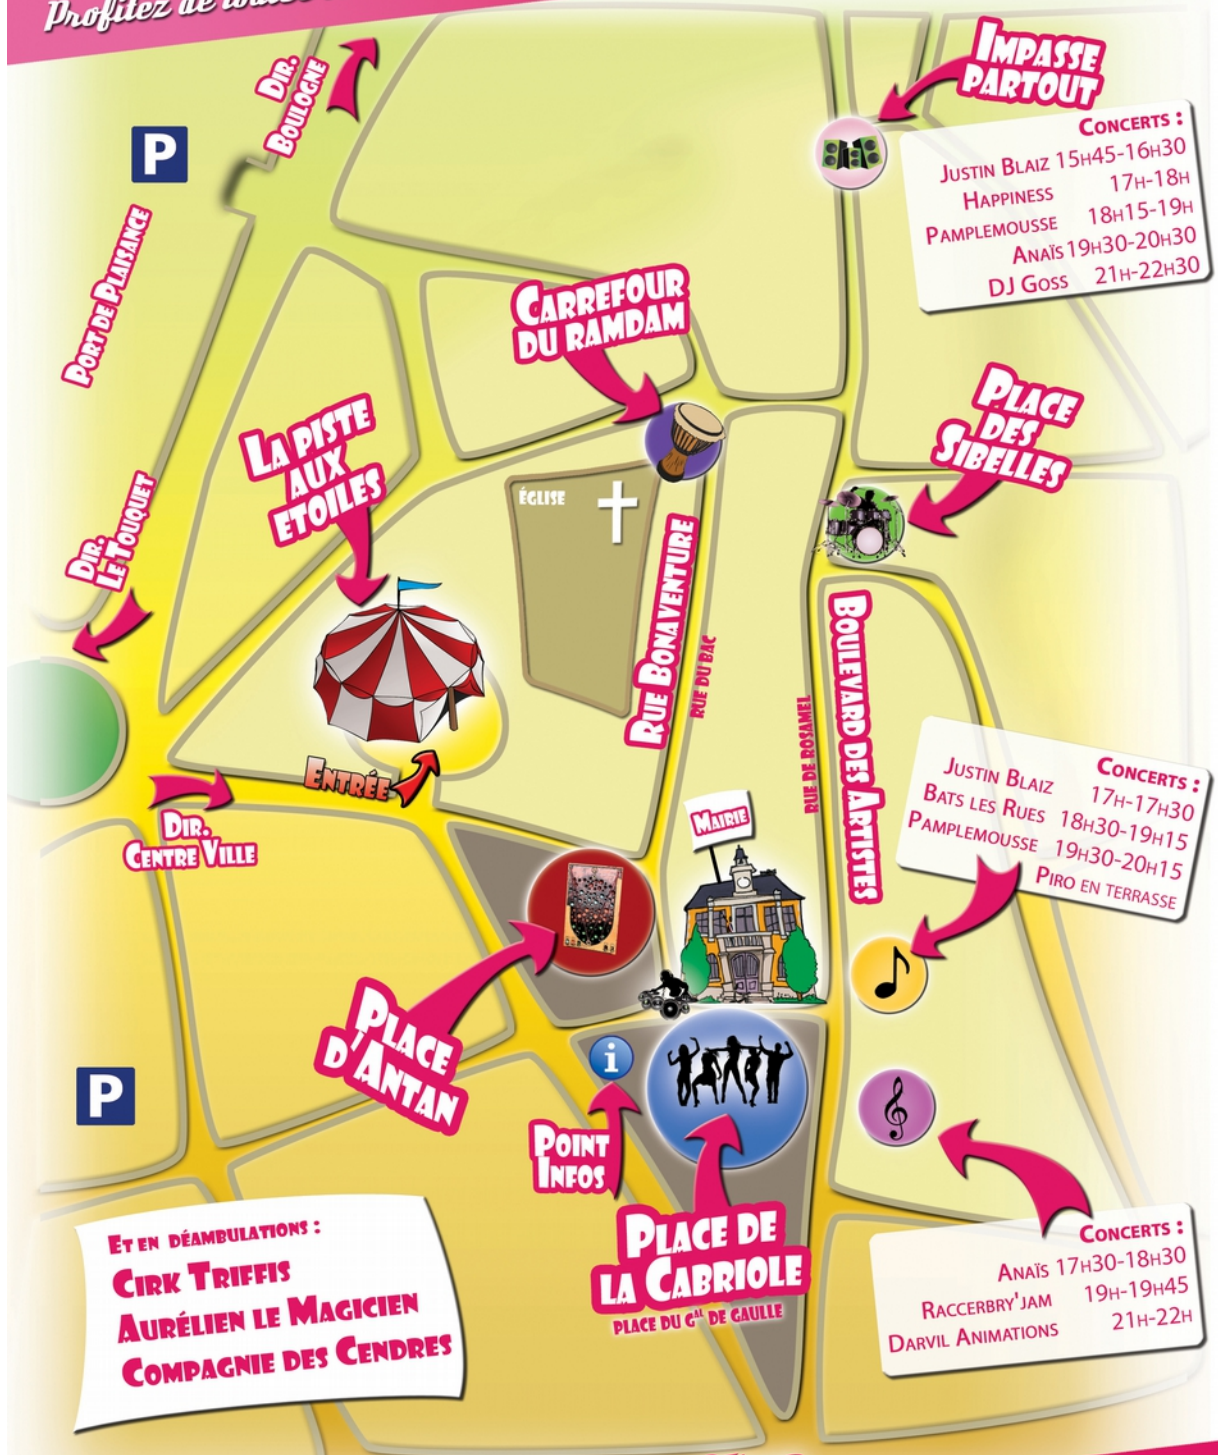 Profitez de toutes
Dir.
Boulogne
P
Port de Plaisance
Impasse
Partout
Concerts :
Justin Blaiz 15h45-16h30
Happiness 17h-18h
Pamplemousse 18h15-19h
Anaïs 19h30-20h30
DJ Goss 21h-22h30
Carrefour
du Ramdam
La piste
aux
Etoiles
Place
des
Sibelles
Église
Dir.
Le Touquet
Rue Bonaventure
Rue du Bac
Rue de Rosamel
Boulevard des Artistes
Entrée
Dir.
Centre Ville
Mairie
Concerts :
Justin Blaiz 17h-17h30
Bats les Rues 18h30-19h15
Pamplemousse 19h30-20h15
Piro en terrasse
Place
d'Antan
P
i
Point
Infos
Place de
la Cabriole
Place du Gal de Gaulle
Et en déambulations :
Cirk Triffis
Aurélien le Magicien
Compagnie des Cendres
Concerts :
Anaïs 17h30-18h30
Raccerbry'jam 19h-19h45
Darvil Animations 21h-22h